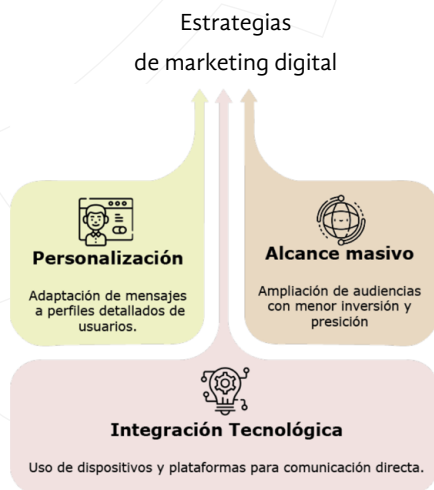 Estrategias
de marketing digital
Personalización
Adaptación de mensajes
a perfiles detallados de
usuarios.
Alcance masivo
Ampliación de audiencias
con menor inversión y
presición
Integración Tecnológica
Uso de dispositivos y plataformas para comunicación directa.